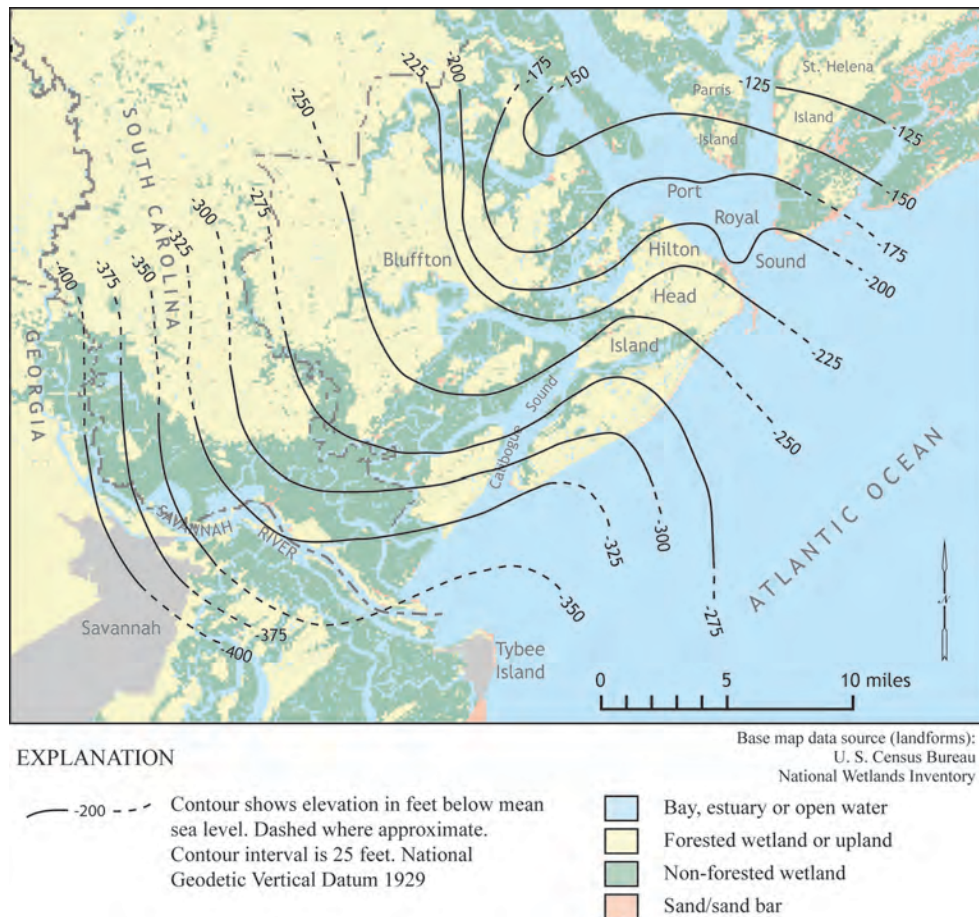 -225
-200
-175
-150
-125
St. Helena
Island
Parris
Island
-125
-150
-175
-200
-225
-250
-250
-275
-300
-325
-350
-375
-400
SOUTH CAROLINA
GEORGIA
Bluffton
Port
Royal
Sound
Hilton
Head
Island
Calibogue Sound
SAVANNAH
RIVER
Savannah
-400
-375
-350
-325
-300
-275
Tybee
Island
ATLANTIC OCEAN
N
0 5 10 miles
EXPLANATION
-200
Contour shows elevation in feet below mean
sea level. Dashed where approximate.
Contour interval is 25 feet. National
Geodetic Vertical Datum 1929
Base map data source (landforms):
U. S. Census Bureau
National Wetlands Inventory
Bay, estuary or open water
Forested wetland or upland
Non-forested wetland
Sand/sand bar